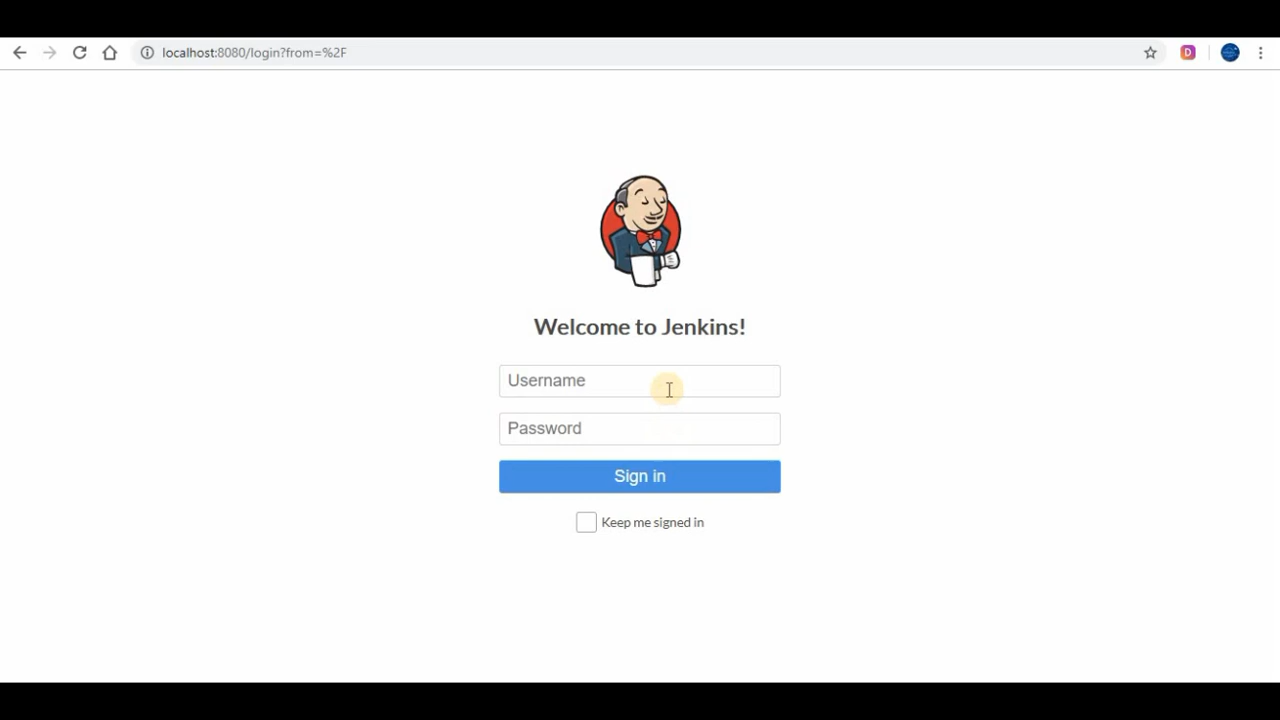 localhost:8080/login?from=%2F
D
Welcome to Jenkins!
Username
Password
Sign in
Keep me signed in